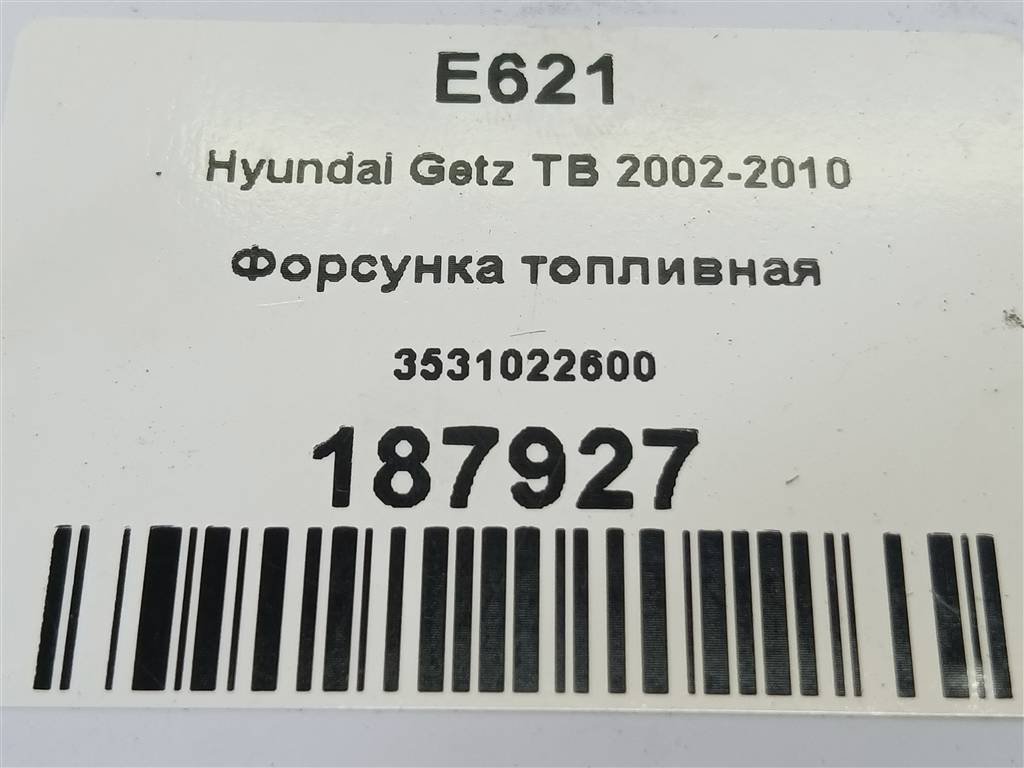 E621
Hyundai Getz TB 2002-2010
Форсунка топливная
3531022600
187927